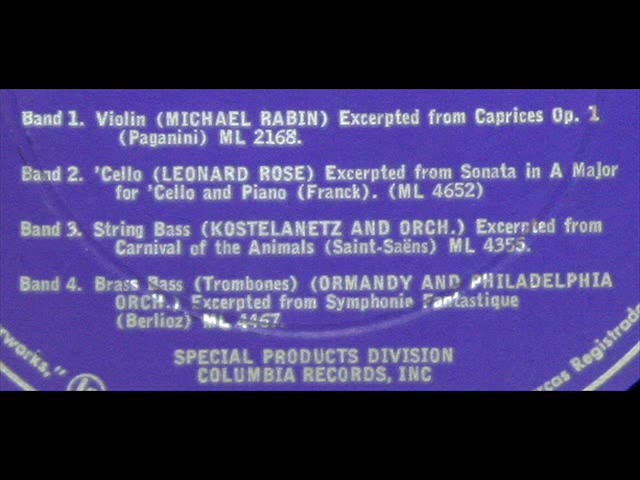 Band 1. Violin (MICHAEL RABIN) Excerpted from Caprices Op. 1
(Paganini) ML 2168.
Band 2. 'Cello (LEONARD ROSE) Excerpted from Sonata in A Major
for 'Cello and Piano (Franck). (ML 4652)
Band 3. String Bass (KOSTELANETZ AND ORCH.) Excerpted from
Carnival of the Animals (Saint-Saëns) ML 4355.
Band 4. Brass Bass (Trombones) (ORMANDY AND PHILADELPHIA
ORCH.) Excerpted from Symphonie Fantastique
(Berlioz) ML 4467.
SPECIAL PRODUCTS DIVISION
COLUMBIA RECORDS, INC